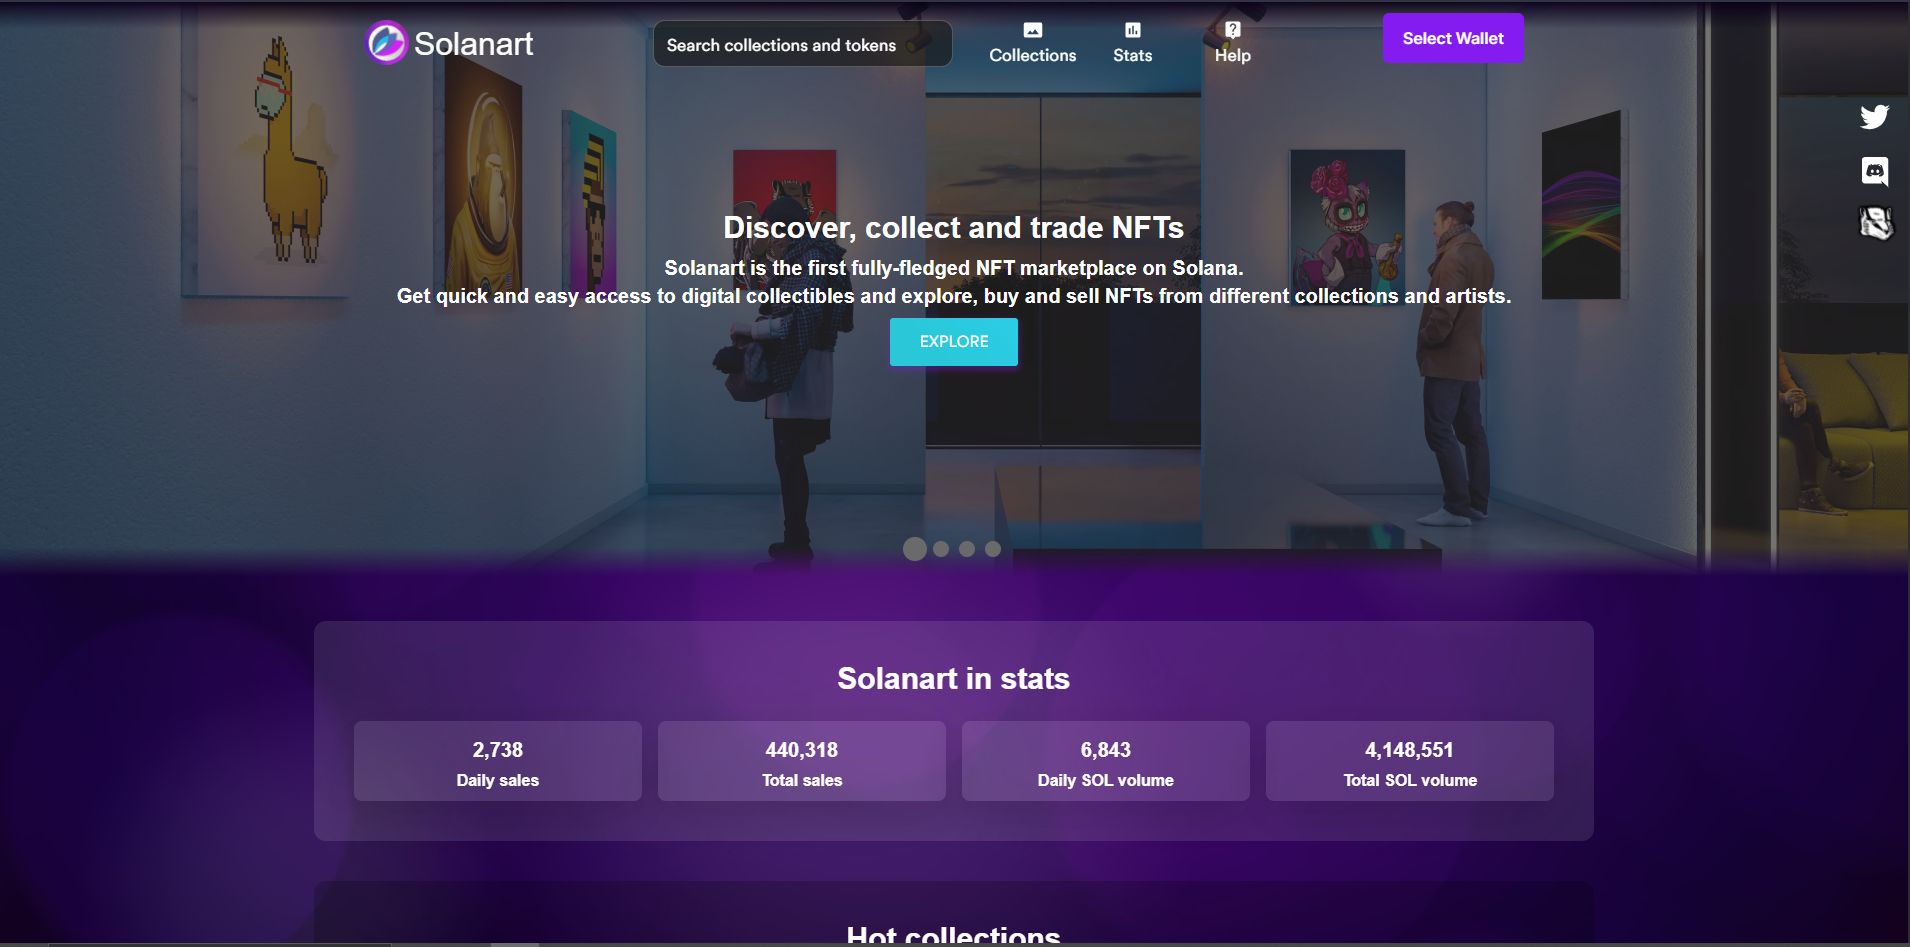 Solanart
Search collections and tokens
Collections
Stats
Help
Select Wallet
Discover, collect and trade NFTs
Solanart is the first fully-fledged NFT marketplace on Solana.
Get quick and easy access to digital collectibles and explore, buy and sell NFTs from different collections and artists.
EXPLORE
Solanart in stats
2,738
Daily sales
440,318
Total sales
6,843
Daily SOL volume
4,148,551
Total SOL volume
Hot collections